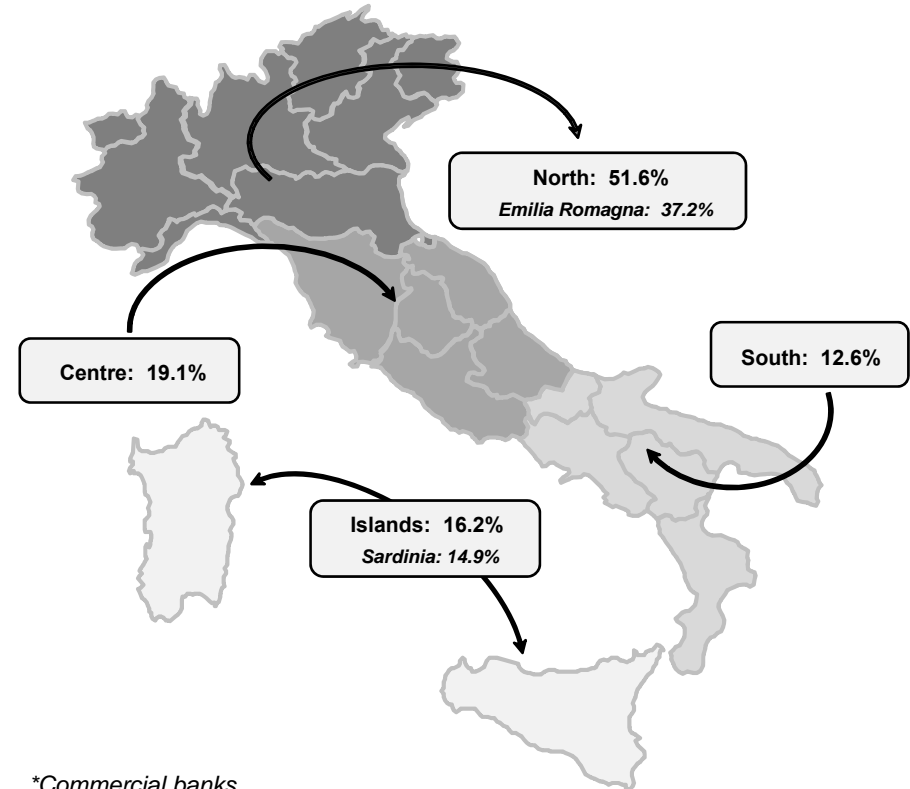 North: 51.6%
Emilia Romagna: 37.2%
Centre: 19.1%
South: 12.6%
Islands: 16.2%
Sardinia: 14.9%
*Commercial banks